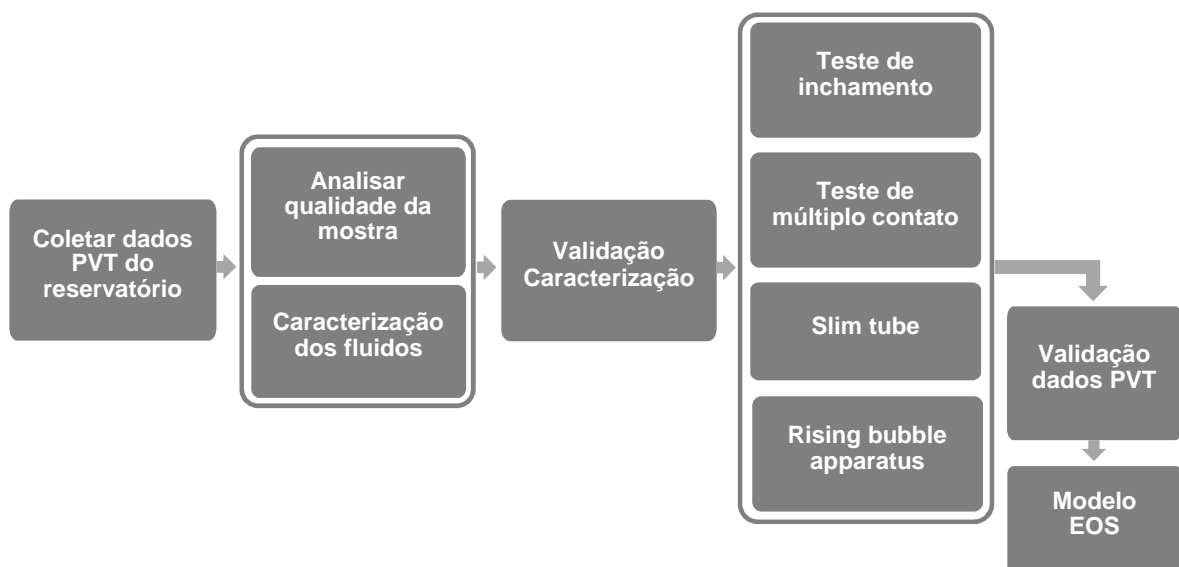 Coletar dados
PVT do
reservatório
Analisar
qualidade da
mostra
Caracterização
dos fluidos
Validação
Caracterização
Teste de
inchamento
Teste de
múltiplo contato
Slim tube
Rising bubble
apparatus
Validação
dados PVT
Modelo
EOS